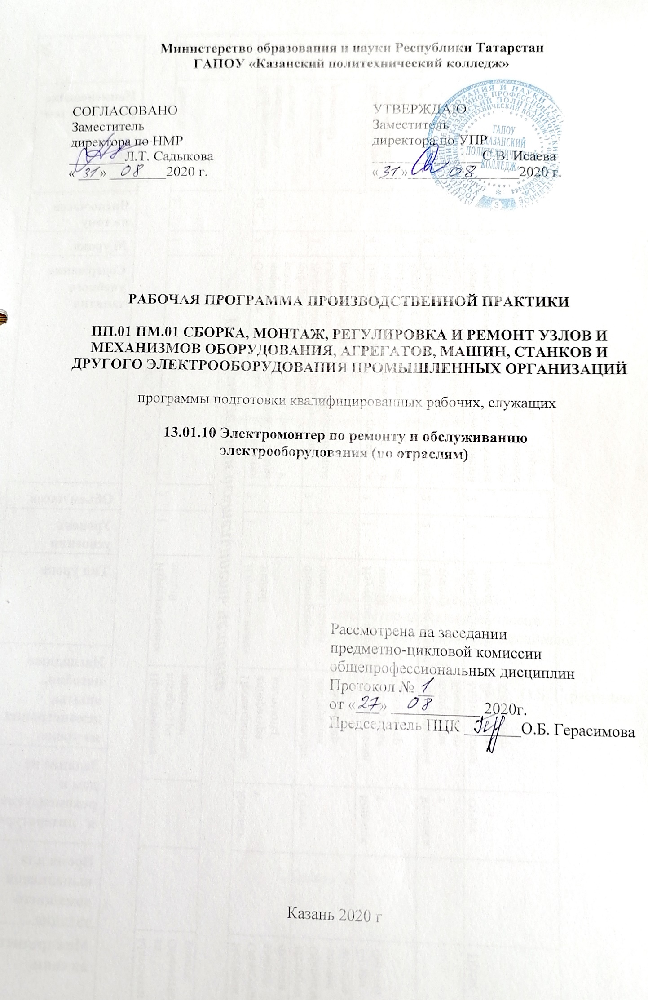 Министерство образования и науки Республики Татарстан
ГАПОУ «Казанский политехнический колледж»
СОГЛАСОВАНО
Заместитель
директора по НМР
Л.Т. Садыкова
« 31 » 08 2020 г.
УТВЕРЖДАЮ
Заместитель
директора по УПР
С.В. Исаева
« 31 » 08 2020 г.
ГАПОУ
КАЗАНСКИЙ
ПОЛИТЕХНИЧЕСКИЙ
КОЛЛЕДЖ
3
РАБОЧАЯ ПРОГРАММА ПРОИЗВОДСТВЕННОЙ ПРАКТИКИ
ПП.01 ПМ.01 СБОРКА, МОНТАЖ, РЕГУЛИРОВКА И РЕМОНТ УЗЛОВ И
МЕХАНИЗМОВ ОБОРУДОВАНИЯ, АГРЕГАТОВ, МАШИН, СТАНКОВ И
ДРУГОГО ЭЛЕКТРООБОРУДОВАНИЯ ПРОМЫШЛЕННЫХ ОРГАНИЗАЦИЙ
программы подготовки квалифицированных рабочих, служащих
13.01.10 Электромонтер по ремонту и обслуживанию
электрооборудования (по отраслям)
Рассмотрена на заседании
предметно-цикловой комиссии
общепрофессиональных дисциплин
Протокол № 1
от «27» 08 2020г.
Председатель ПЦК О.Б. Герасимова
Казань 2020 г